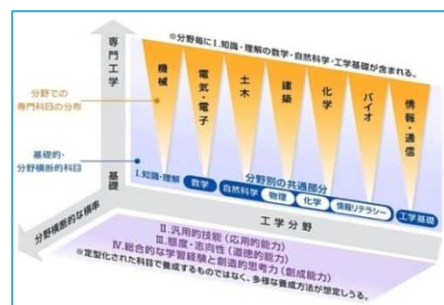 ※分野毎にⅠ.知識・理解の数学・自然科学・工学基礎が含まれる。
専門工学
機械
電気・電子
土木
建築
化学
バイオ
情報・通信
分野での
専門科目の分布
基礎的・
分野横断的科目
分野別の共通部分
Ⅰ.知識・理解
数学
自然科学
物理
化学
情報リテラシー
工学基礎
基礎
工学分野
分野横断的な横串
Ⅱ.汎用的技能(応用的能力)
Ⅲ.態度・志向性(道徳的能力)
Ⅳ.総合的な学習経験と創造的思考力(創成能力)
※定型化された科目で養成するものではなく、多様な養成方法が想定しうる。